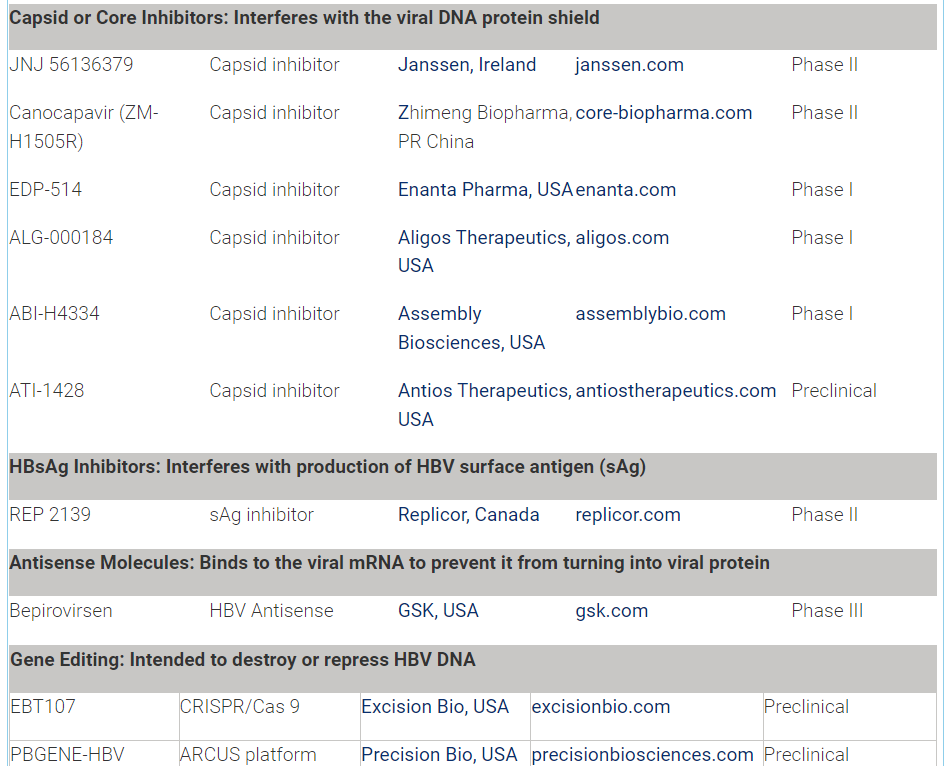 Capsid or Core Inhibitors: Interferes with the viral DNA protein shield
JNJ 56136379 Capsid inhibitor Janssen, Ireland janssen.com Phase II
Canocapavir (ZM- Capsid inhibitor Zhimeng Biopharma, core-biopharma.com Phase II
H1505R) PR China
EDP-514 Capsid inhibitor Enanta Pharma, USA enanta.com Phase I
ALG-000184 Capsid inhibitor Aligos Therapeutics, aligos.com Phase I
USA
ABI-H4334 Capsid inhibitor Assembly assemblybio.com Phase I
Biosciences, USA
ATI-1428 Capsid inhibitor Antios Therapeutics, antiostherapeutics.com Preclinical
USA
HBsAg Inhibitors: Interferes with production of HBV surface antigen (sAg)
REP 2139 sAg inhibitor Replicor, Canada replicor.com Phase II
Antisense Molecules: Binds to the viral mRNA to prevent it from turning into viral protein
Bepirovirsen HBV Antisense GSK, USA gsk.com Phase III
Gene Editing: Intended to destroy or repress HBV DNA
EBT107 CRISPR/Cas 9 Excision Bio, USA excisionbio.com Preclinical
PBGENE-HBV ARCUS platform Precision Bio, USA precisionbiosciences.com Preclinical